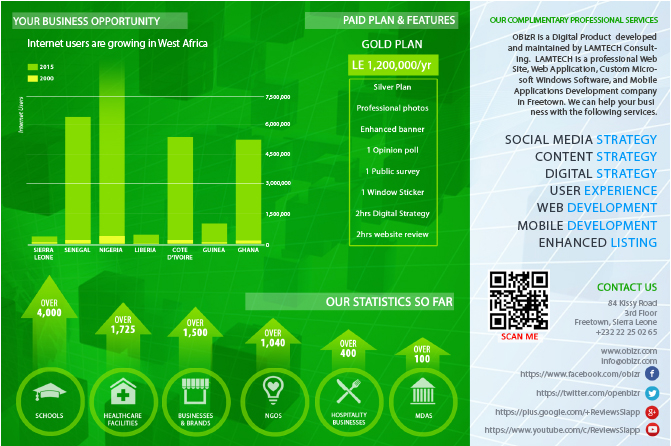 YOUR BUSINESS OPPORTUNITY
Internet users are growing in West Africa
2015
2000
Internet Users
7,500,000
6,000,000
4,500,000
3,000,000
1,500,000
0
SIERRA LEONE
SENEGAL
NIGERIA
LIBERIA
COTE D'IVOIRE
GUINEA
GHANA
PAID PLAN & FEATURES
GOLD PLAN
LE 1,200,000/yr
Silver Plan
Professional photos
Enhanced banner
1 Opinion poll
1 Public survey
1 Window Sticker
2hrs Digital Strategy
2hrs website review
OUR STATISTICS SO FAR
OVER 4,000
OVER 1,725
OVER 1,500
OVER 1,040
OVER 400
OVER 100
SCHOOLS
HEALTHCARE FACILITIES
BUSINESSES & BRANDS
NGOS
HOSPITALITY BUSINESSES
MDAS
OUR COMPLIMENTARY PROFESSIONAL SERVICES
OBizR is a Digital Product developed
and maintained by LAMTECH Consult-
ing. LAMTECH is a professional Web
Site, Web Application, Custom Micro-
soft Windows Software, and Mobile
Applications Development company
in Freetown. We can help your busi
ness with the following services.
SOCIAL MEDIA STRATEGY
CONTENT STRATEGY
DIGITAL STRATEGY
USER EXPERIENCE
WEB DEVELOPMENT
MOBILE DEVELOPMENT
ENHANCED LISTING
SCAN ME
CONTACT US
84 Kissy Road
3rd Floor
Freetown, Sierra Leone
+232 22 25 02 65
www.obizr.com
info@obizr.com
https://www.facebook.com/obizr
https://twitter.com/openbizr
https://plus.google.com/+ReviewsSlapp
https://www.youtube.com/c/ReviewsSlapp